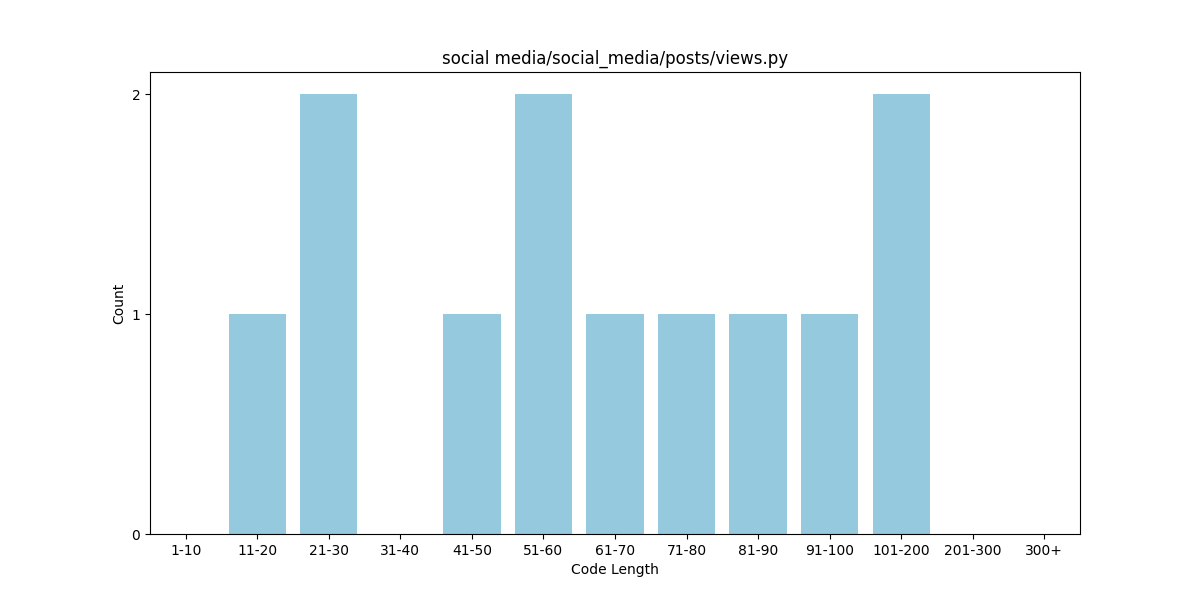 social media/social_media/posts/views.py
Count
2
1
0
1-10 11-20 21-30 31-40 41-50 51-60 61-70 71-80 81-90 91-100 101-200 201-300 300+
Code Length